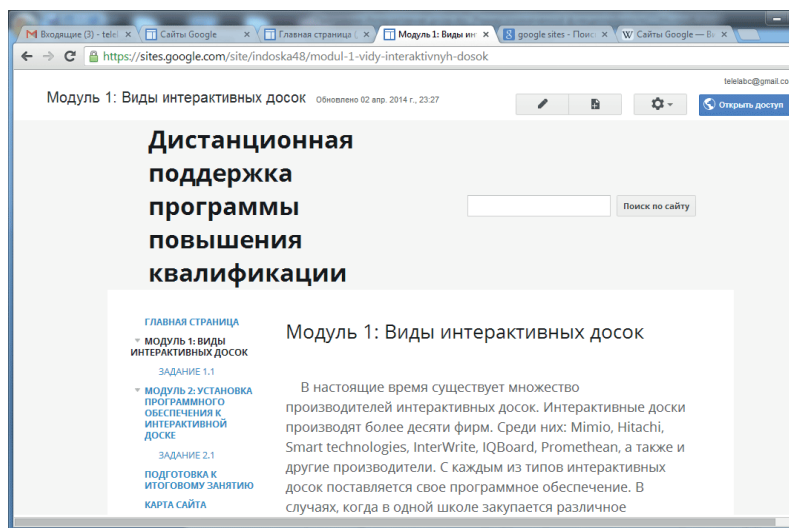 Входящие (3) - telel
Сайты Google
Главная страница (
Модуль 1: Виды инт
google sites - Поис
Сайты Google — Ви
https://sites.google.com/site/indoska48/modul-1-vidy-interaktivnyh-dosok
telelabc@gmail.co
Модуль 1: Виды интерактивных досок Обновлено 02 апр. 2014 г., 23:27
Открыть доступ
Дистанционная
поддержка
программы
повышения
квалификации
Поиск по сайту
ГЛАВНАЯ СТРАНИЦА
МОДУЛЬ 1: ВИДЫ
ИНТЕРАКТИВНЫХ ДОСОК
ЗАДАНИЕ 1.1
МОДУЛЬ 2: УСТАНОВКА
ПРОГРАММНОГО
ОБЕСПЕЧЕНИЯ К
ИНТЕРАКТИВНОЙ
ДОСКЕ
ЗАДАНИЕ 2.1
ПОДГОТОВКА К
ИТОГОВОМУ ЗАНЯТИЮ
КАРТА САЙТА
Модуль 1: Виды интерактивных досок
В настоящие время существует множество
производителей интерактивных досок. Интерактивные доски
производят более десяти фирм. Среди них: Mimio, Hitachi,
Smart technologies, InterWrite, IQBoard, Promethean, а также и
другие производители. С каждым из типов интерактивных
досок поставляется свое программное обеспечение. В
случаях, когда в одной школе закупается различное